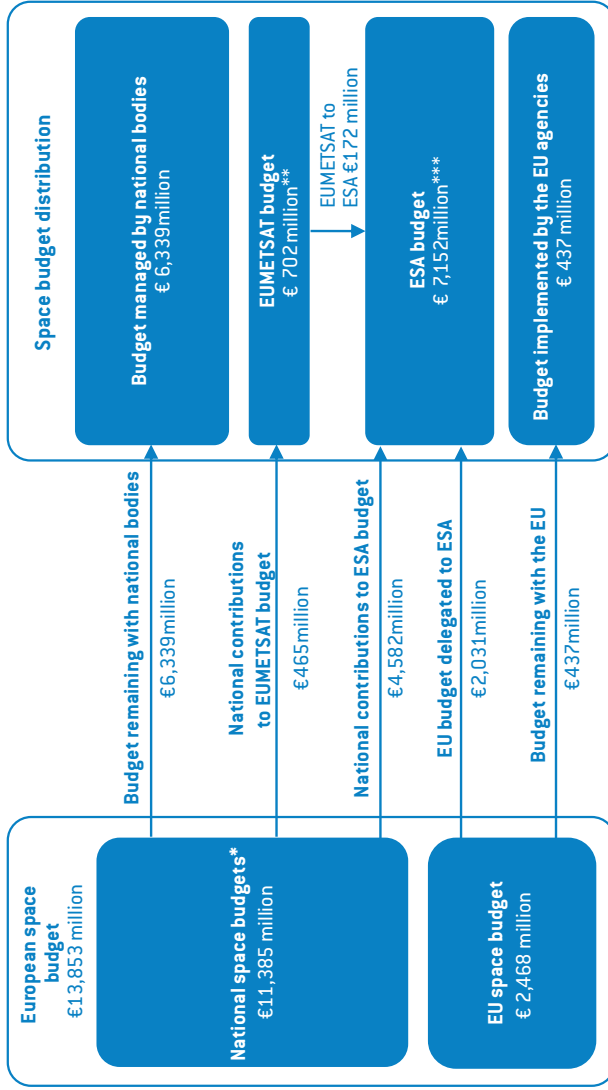 European space
budget
€13,853 million
National space budgets*
€11,385 million
EU space budget
€ 2,468 million
Budget remaining with national bodies
€6,339million
National contributions
to EUMETSAT budget
€465million
National contributions to ESA budget
€4,582million
EU budget delegated to ESA
€2,031million
Budget remaining with the EU
€437million
Space budget distribution
Budget managed by national bodies
€ 6,339million
EUMETSAT budget
€ 702million**
EUMETSAT to
ESA €172 million
ESA budget
€ 7,152million***
Budget implemented by the EU agencies
€ 437 million